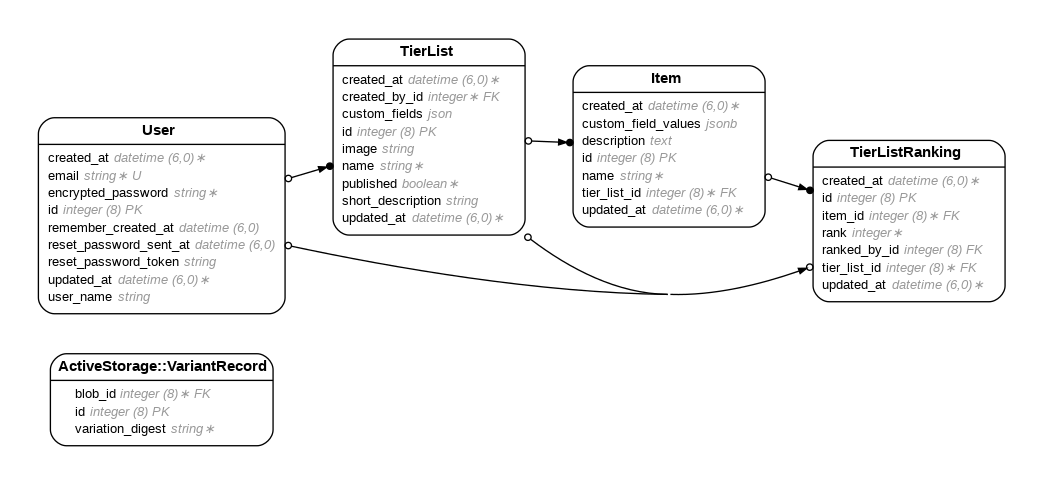 User
created_at datetime (6,0)∗
email string∗ U
encrypted_password string∗
id integer (8) PK
remember_created_at datetime (6,0)
reset_password_sent_at datetime (6,0)
reset_password_token string
updated_at datetime (6,0)∗
user_name string
TierList
created_at datetime (6,0)∗
created_by_id integer∗ FK
custom_fields json
id integer (8) PK
image string
name string∗
published boolean∗
short_description string
updated_at datetime (6,0)∗
Item
created_at datetime (6,0)∗
custom_field_values jsonb
description text
id integer (8) PK
name string∗
tier_list_id integer (8)∗ FK
updated_at datetime (6,0)∗
TierListRanking
created_at datetime (6,0)∗
id integer (8) PK
item_id integer (8)∗ FK
rank integer∗
ranked_by_id integer (8) FK
tier_list_id integer (8)∗ FK
updated_at datetime (6,0)∗
ActiveStorage::VariantRecord
blob_id integer (8)∗ FK
id integer (8) PK
variation_digest string∗